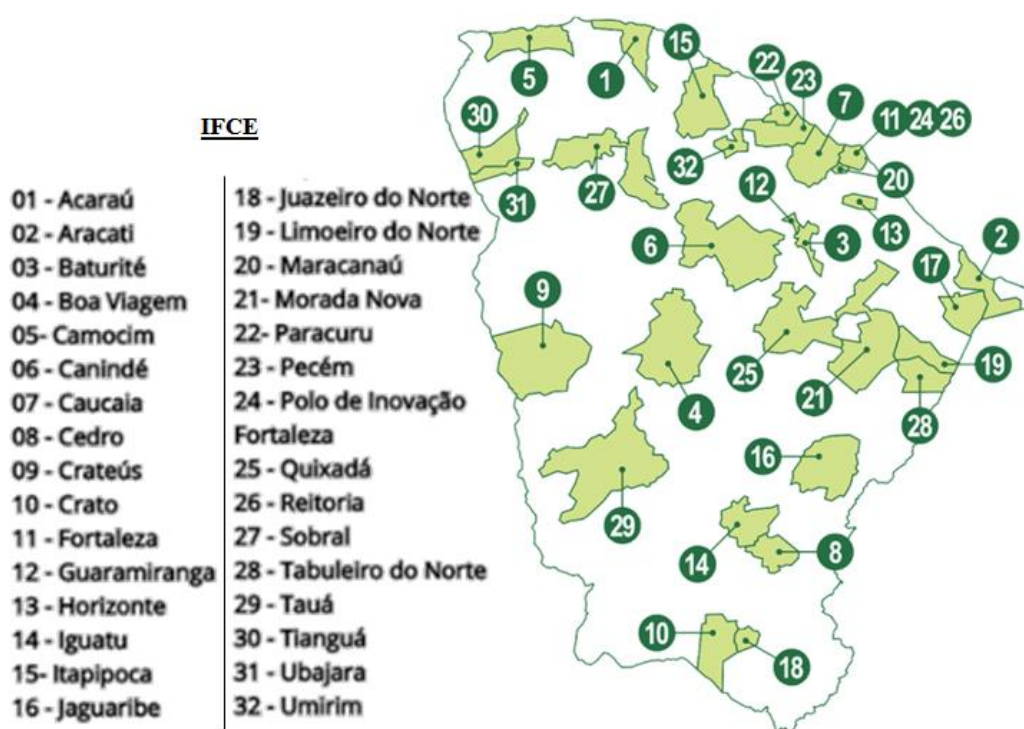 IFCE
01 - Acaraú
02 - Aracati
03 - Baturité
04 - Boa Viagem
05- Camocim
06 - Canindé
07 - Caucaia
08 - Cedro
09 - Crateús
10 - Crato
11 - Fortaleza
12 - Guaramiranga
13 - Horizonte
14 - Iguatu
15- Itapipoca
16 - Jaguaribe
18 - Juazeiro do Norte
19 - Limoeiro do Norte
20 - Maracanaú
21- Morada Nova
22- Paracuru
23 - Pecém
24 - Polo de Inovação
Fortaleza
25 - Quixadá
26 - Reitoria
27 - Sobral
28 - Tabuleiro do Norte
29 - Tauá
30 - Tianguá
31 - Ubajara
32 - Umirim
5
1
15
22
23
7
11 24 26
30
31
27
32
20
12
13
6
3
2
17
9
4
25
21
19
28
16
29
14
8
10
18